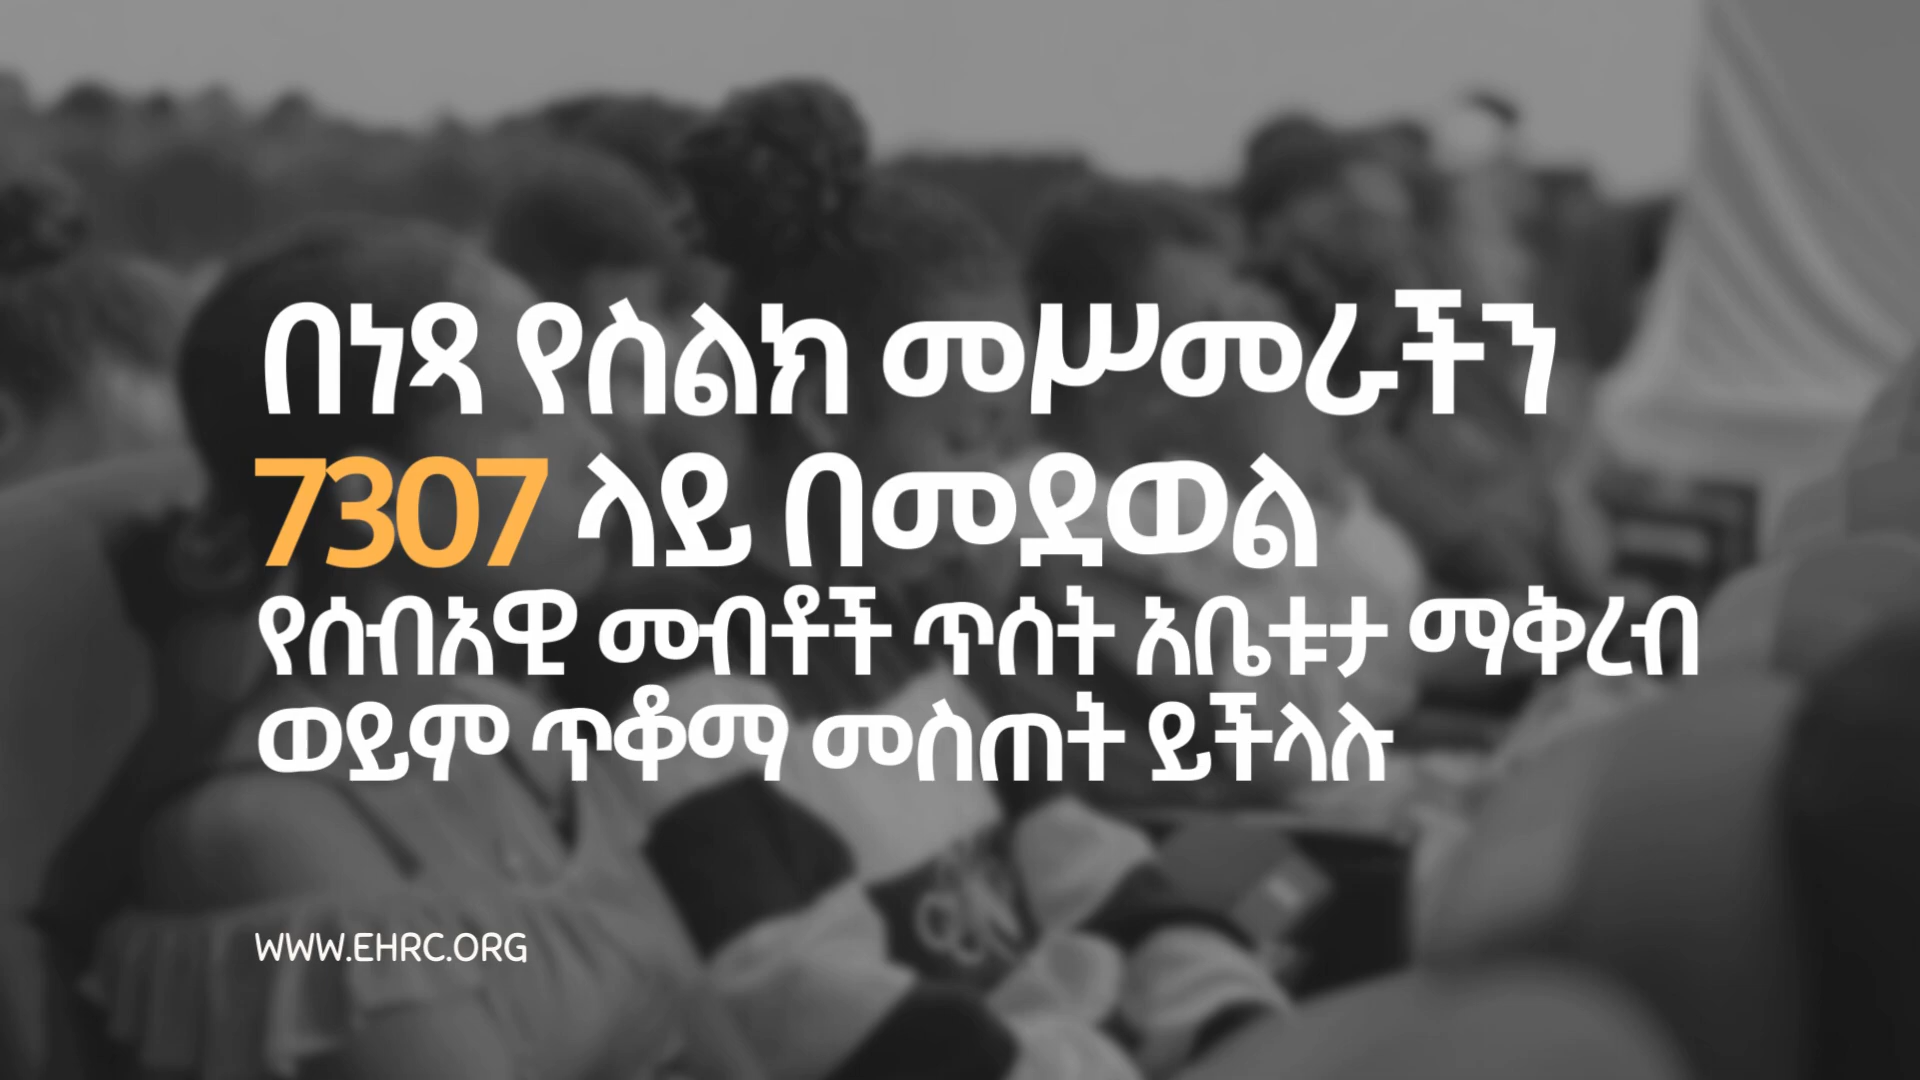 በነጻ የስልክ መሥመራችን
7307 ላይ በመደወል
የሰብአዊ መብቶች ጥሰት አቤቱታ ማቅረብ
ወይም ጥቆማ መስጠት ይችላሉ
WWW.EHRC.ORG